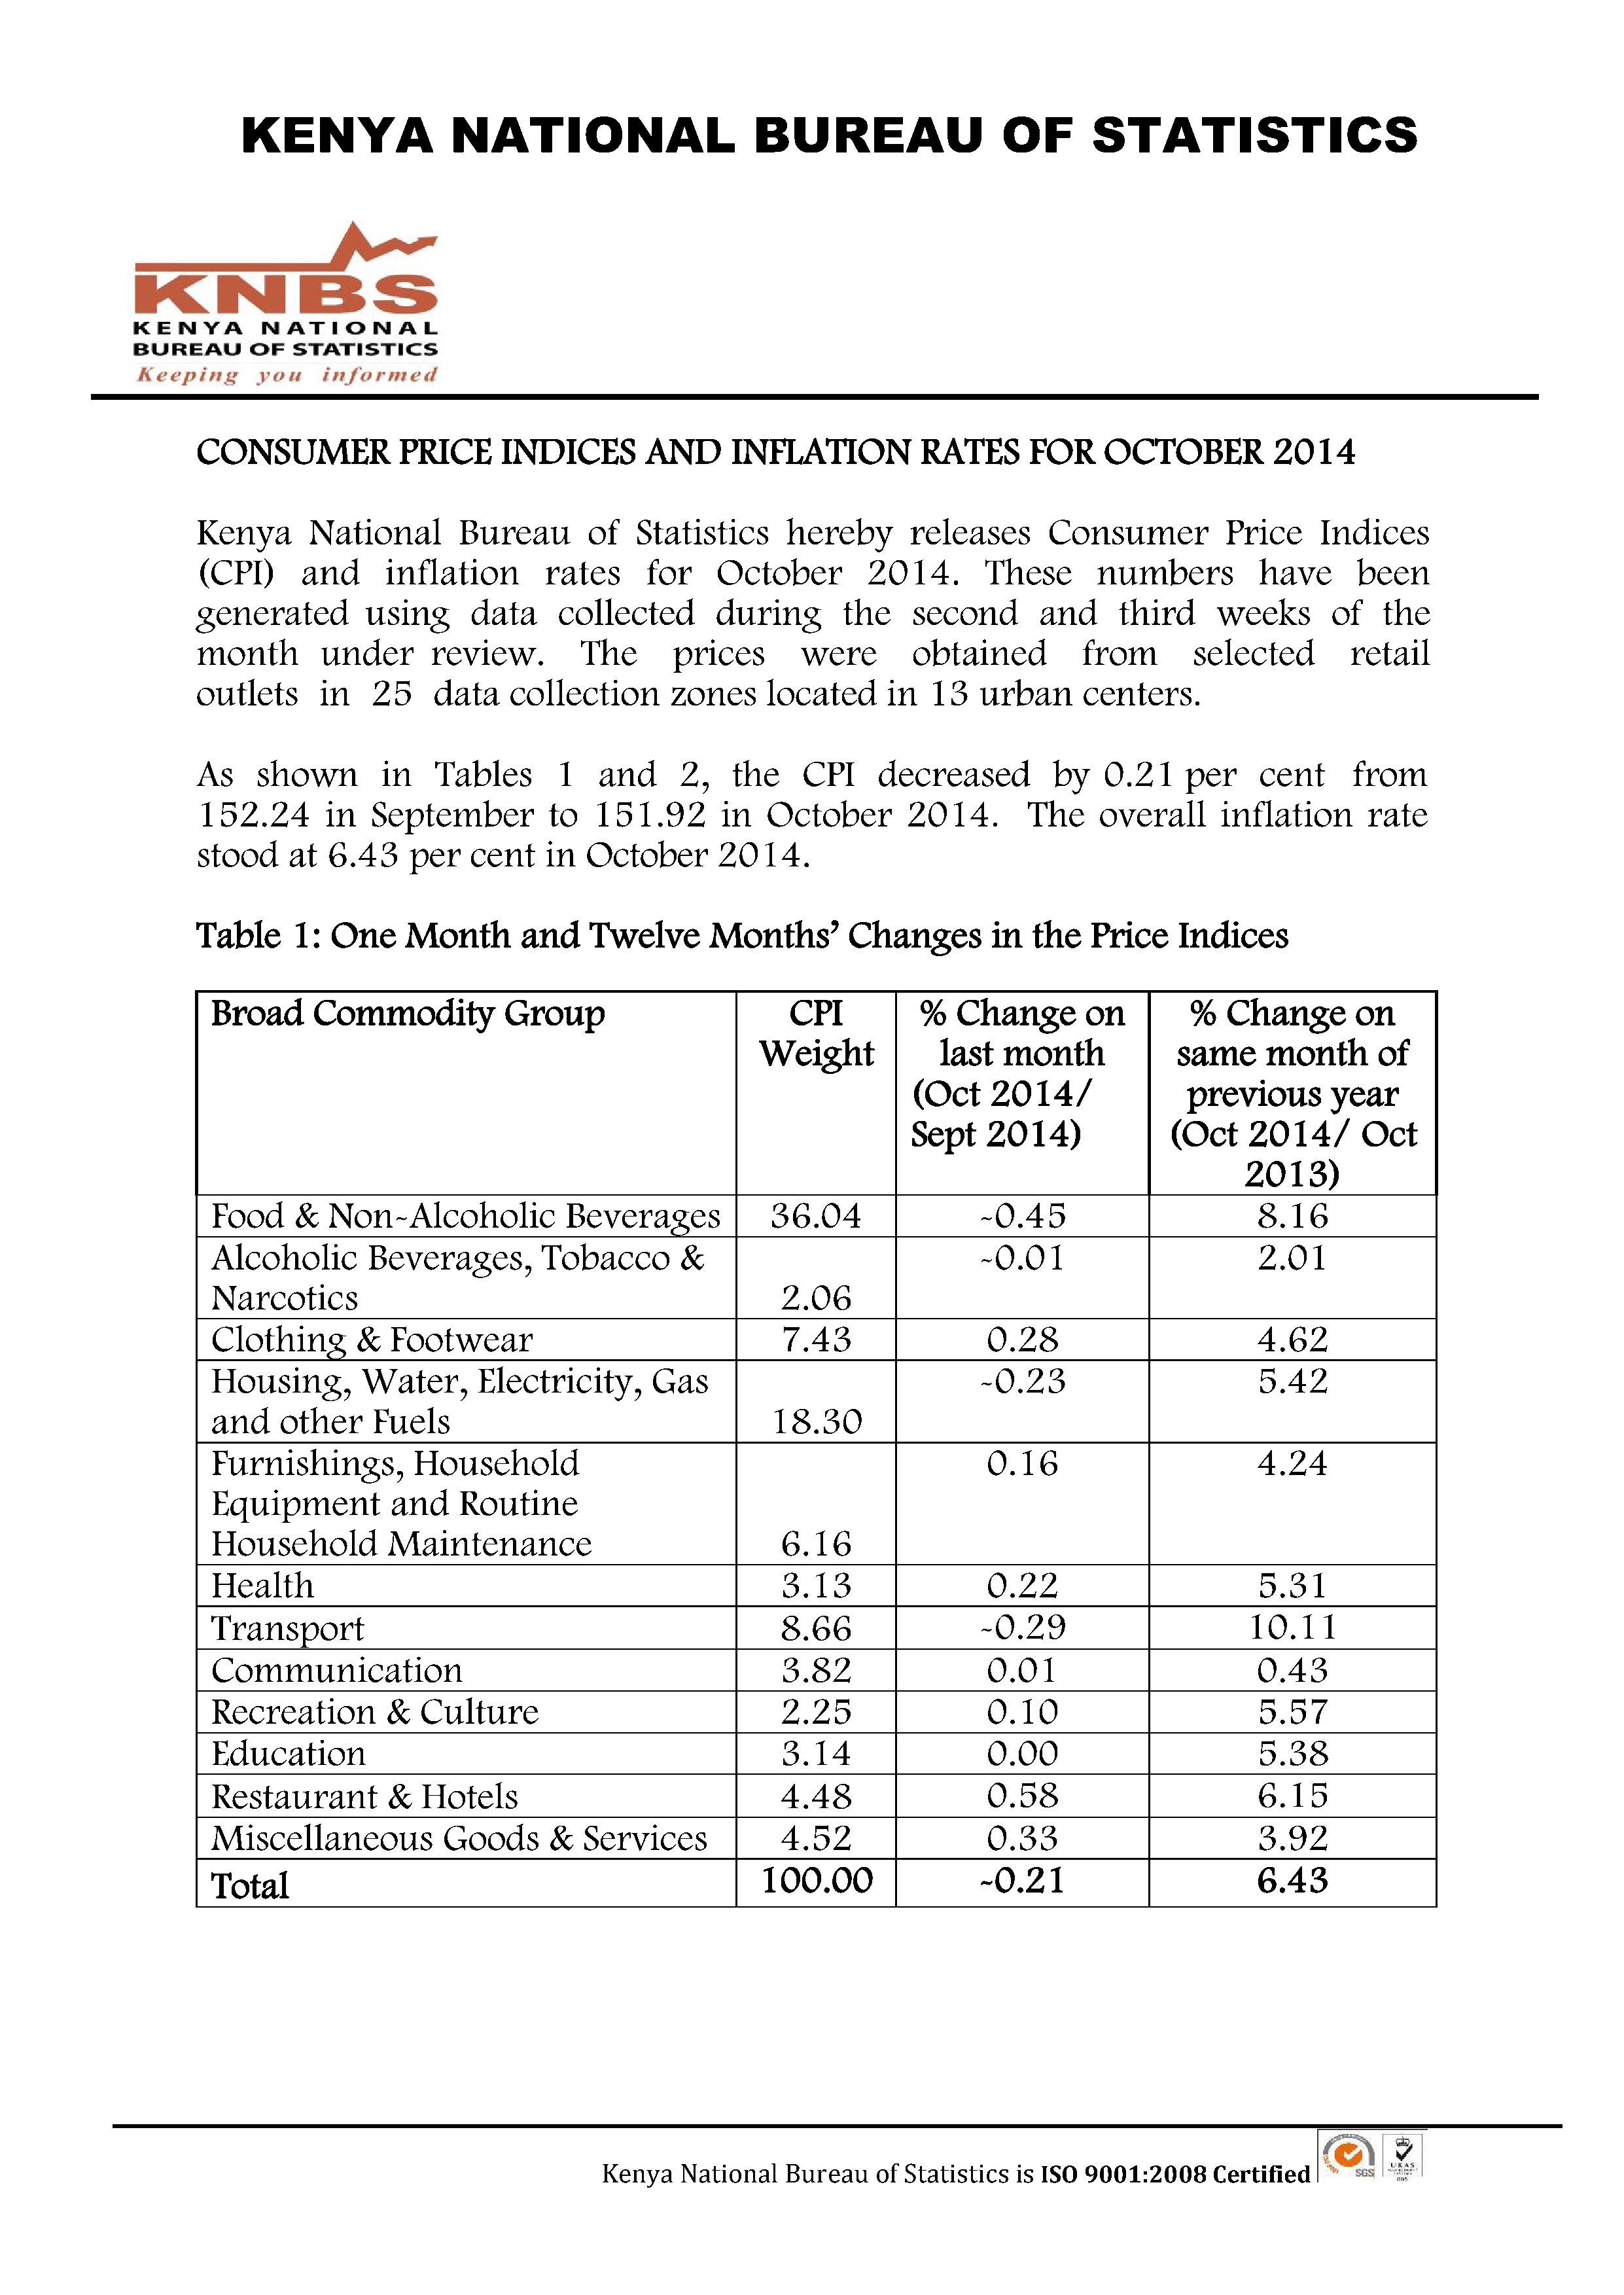 KENYA NATIONAL BUREAU OF STATISTICS
KNBS
KENYA NATIONAL
BUREAU OF STATISTICS
Keeping you informed
CONSUMER PRICE INDICES AND INFLATION RATES FOR OCTOBER 2014
Kenya National Bureau of Statistics hereby releases Consumer Price Indices
(CPI) and inflation rates for October 2014. These numbers have been
generated using data collected during the second and third weeks of the
month under review. The prices were obtained from selected retail
outlets in 25 data collection zones located in 13 urban centers.
As shown in Tables 1 and 2, the CPI decreased by 0.21 per cent from
152.24 in September to 151.92 in October 2014. The overall inflation rate
stood at 6.43 per cent in October 2014.
Table 1: One Month and Twelve Months’ Changes in the Price Indices
Broad Commodity Group CPI % Change on % Change on
Weight last month same month of
(Oct 2014/ previous year
Sept 2014) (Oct 2014/ Oct
2013)
Food & Non-Alcoholic Beverages 36.04 -0.45 8.16
Alcoholic Beverages, Tobacco & -0.01 2.01
Narcotics 2.06
Clothing & Footwear 7.43 0.28 4.62
Housing, Water, Electricity, Gas -0.23 5.42
and other Fuels 18.30
Furnishings, Household 0.16 4.24
Equipment and Routine
Household Maintenance 6.16
Health 3.13 0.22 5.31
Transport 8.66 -0.29 10.11
Communication 3.82 0.01 0.43
Recreation & Culture 2.25 0.10 5.57
Education 3.14 0.00 5.38
Restaurant & Hotels 4.48 0.58 6.15
Miscellaneous Goods & Services 4.52 0.33 3.92
Total 100.00 -0.21 6.43
Kenya National Bureau of Statistics is ISO 9001:2008 Certified
SGS
UKAS